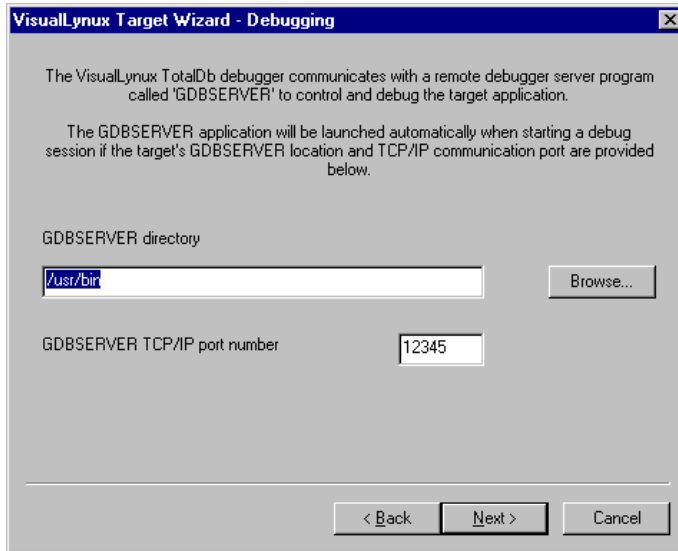 VisualLynux Target Wizard - Debugging
The VisualLynux TotalDb debugger communicates with a remote debugger server program
called 'GDBSERVER' to control and debug the target application.
The GDBSERVER application will be launched automatically when starting a debug
session if the target's GDBSERVER location and TCP/IP communication port are provided
below.
GDBSERVER directory
/usr/bin
Browse...
GDBSERVER TCP/IP port number
12345
< Back
Next >
Cancel